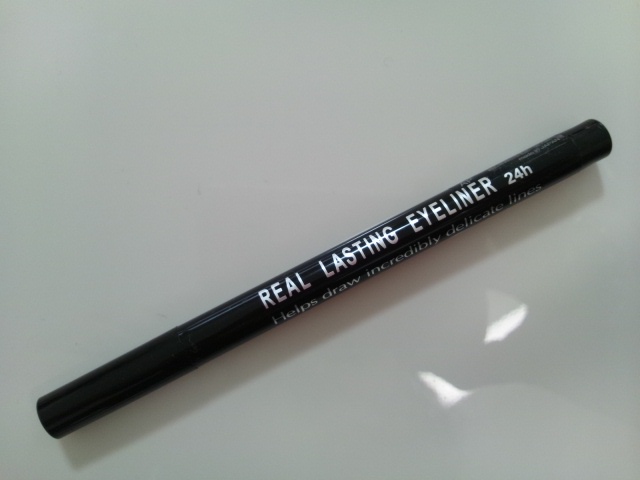 REAL LASTING EYELINER 24h
Helps draw incredibly delicate lines